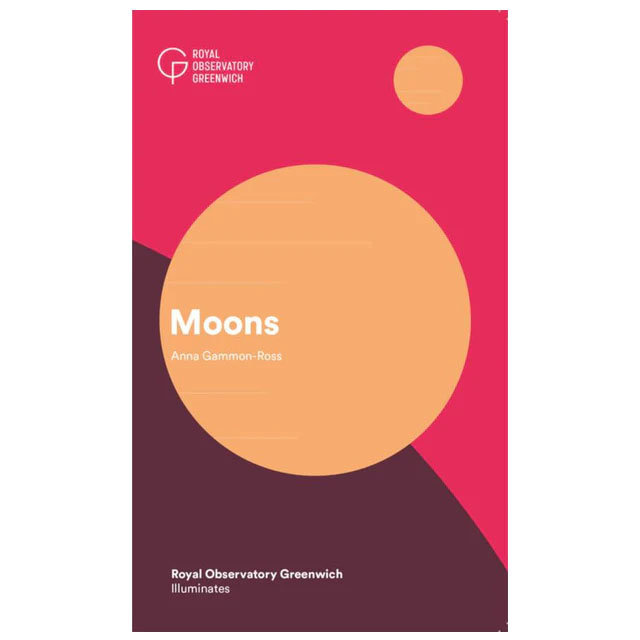 ROYAL
OBSERVATORY
GREENWICH
Moons
Anna Gammon-Ross
Royal Observatory Greenwich
Illuminates